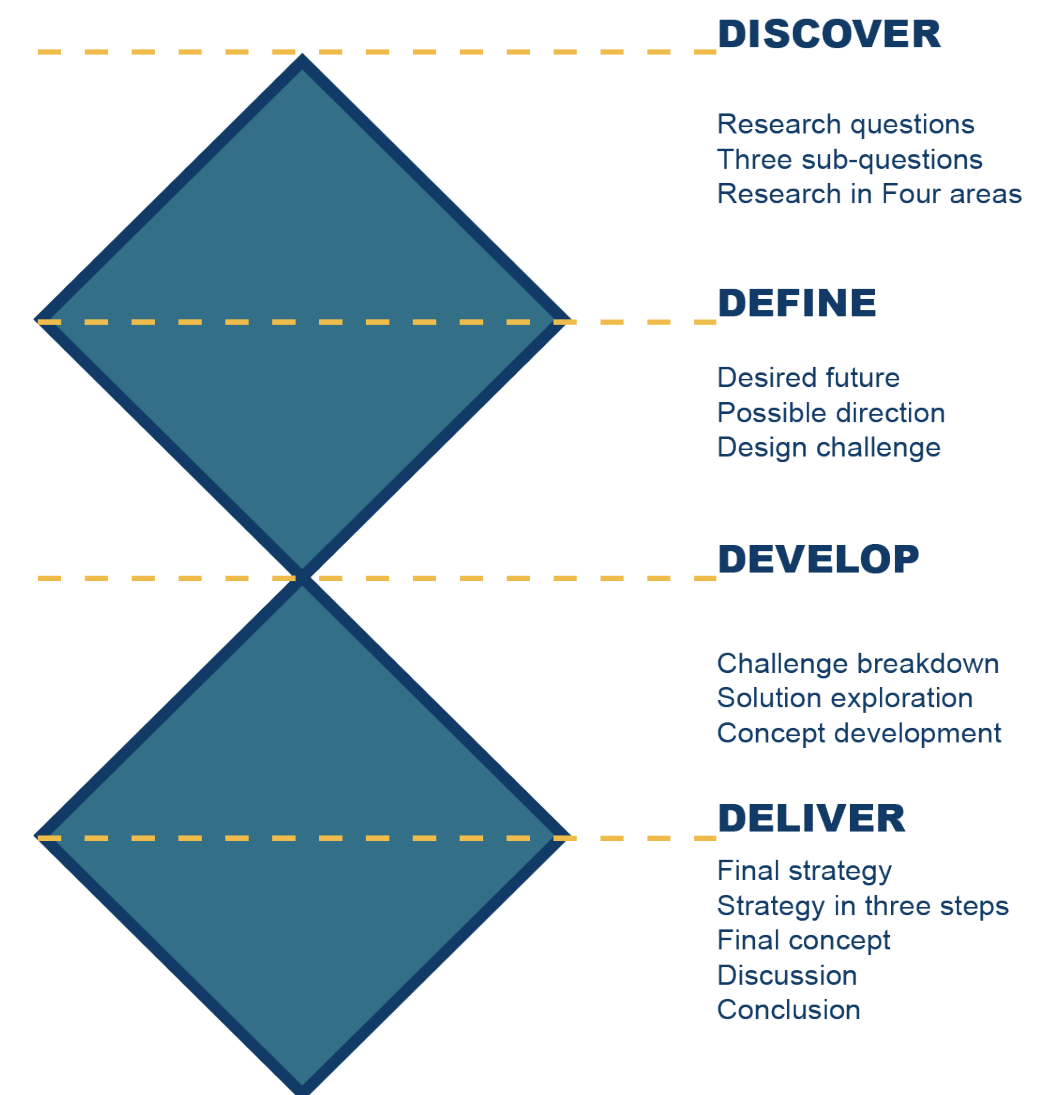 DISCOVER
Research questions
Three sub-questions
Research in Four areas
DEFINE
Desired future
Possible direction
Design challenge
DEVELOP
Challenge breakdown
Solution exploration
Concept development
DELIVER
Final strategy
Strategy in three steps
Final concept
Discussion
Conclusion